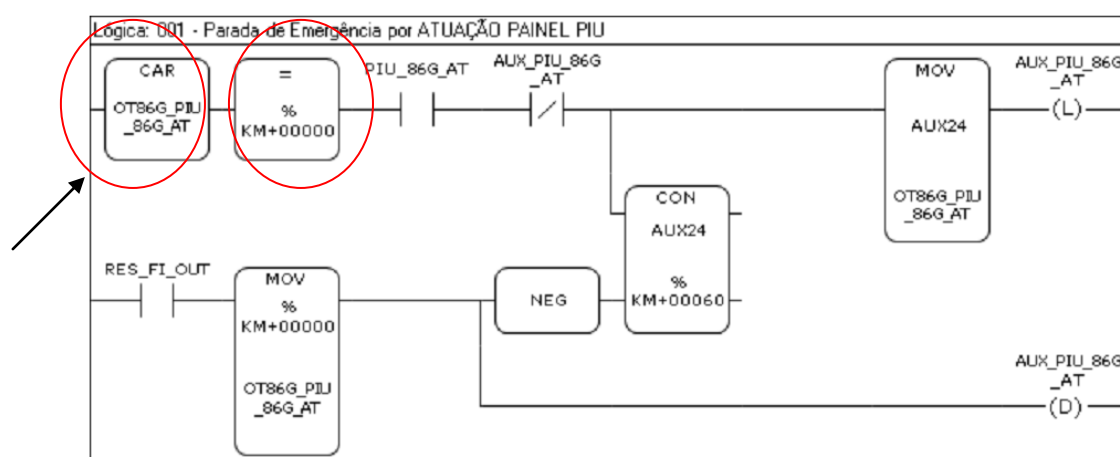 Lógica: 001 - Parada de Emergência por ATUAÇÃO PAINEL PIU
CAR
OT86G_PIU
_86G_AT
=
%
KM+00000
PIU_86G_AT
AUX_PIU_86G
_AT
MOV
AUX24
OT86G_PIU
_86G_AT
AUX_PIU_86G
_AT
(L)
CON
AUX24
%
KM+00060
RES_FI_OUT
MOV
%
KM+00000
OT86G_PIU
_86G_AT
NEG
AUX_PIU_86G
_AT
(D)